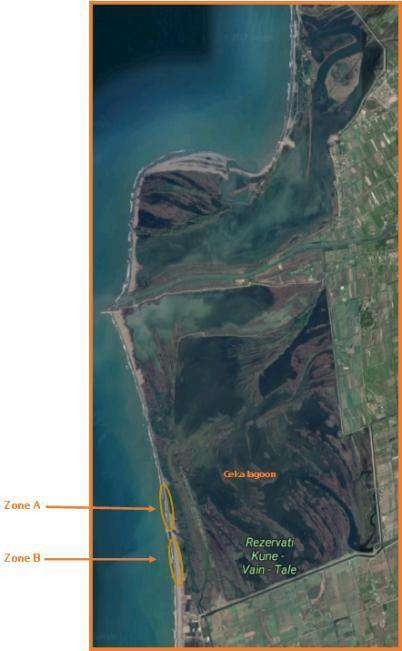 Ceka lagoon
Zone A
Zone B
Rezervati
Kune -
Vain - Tale